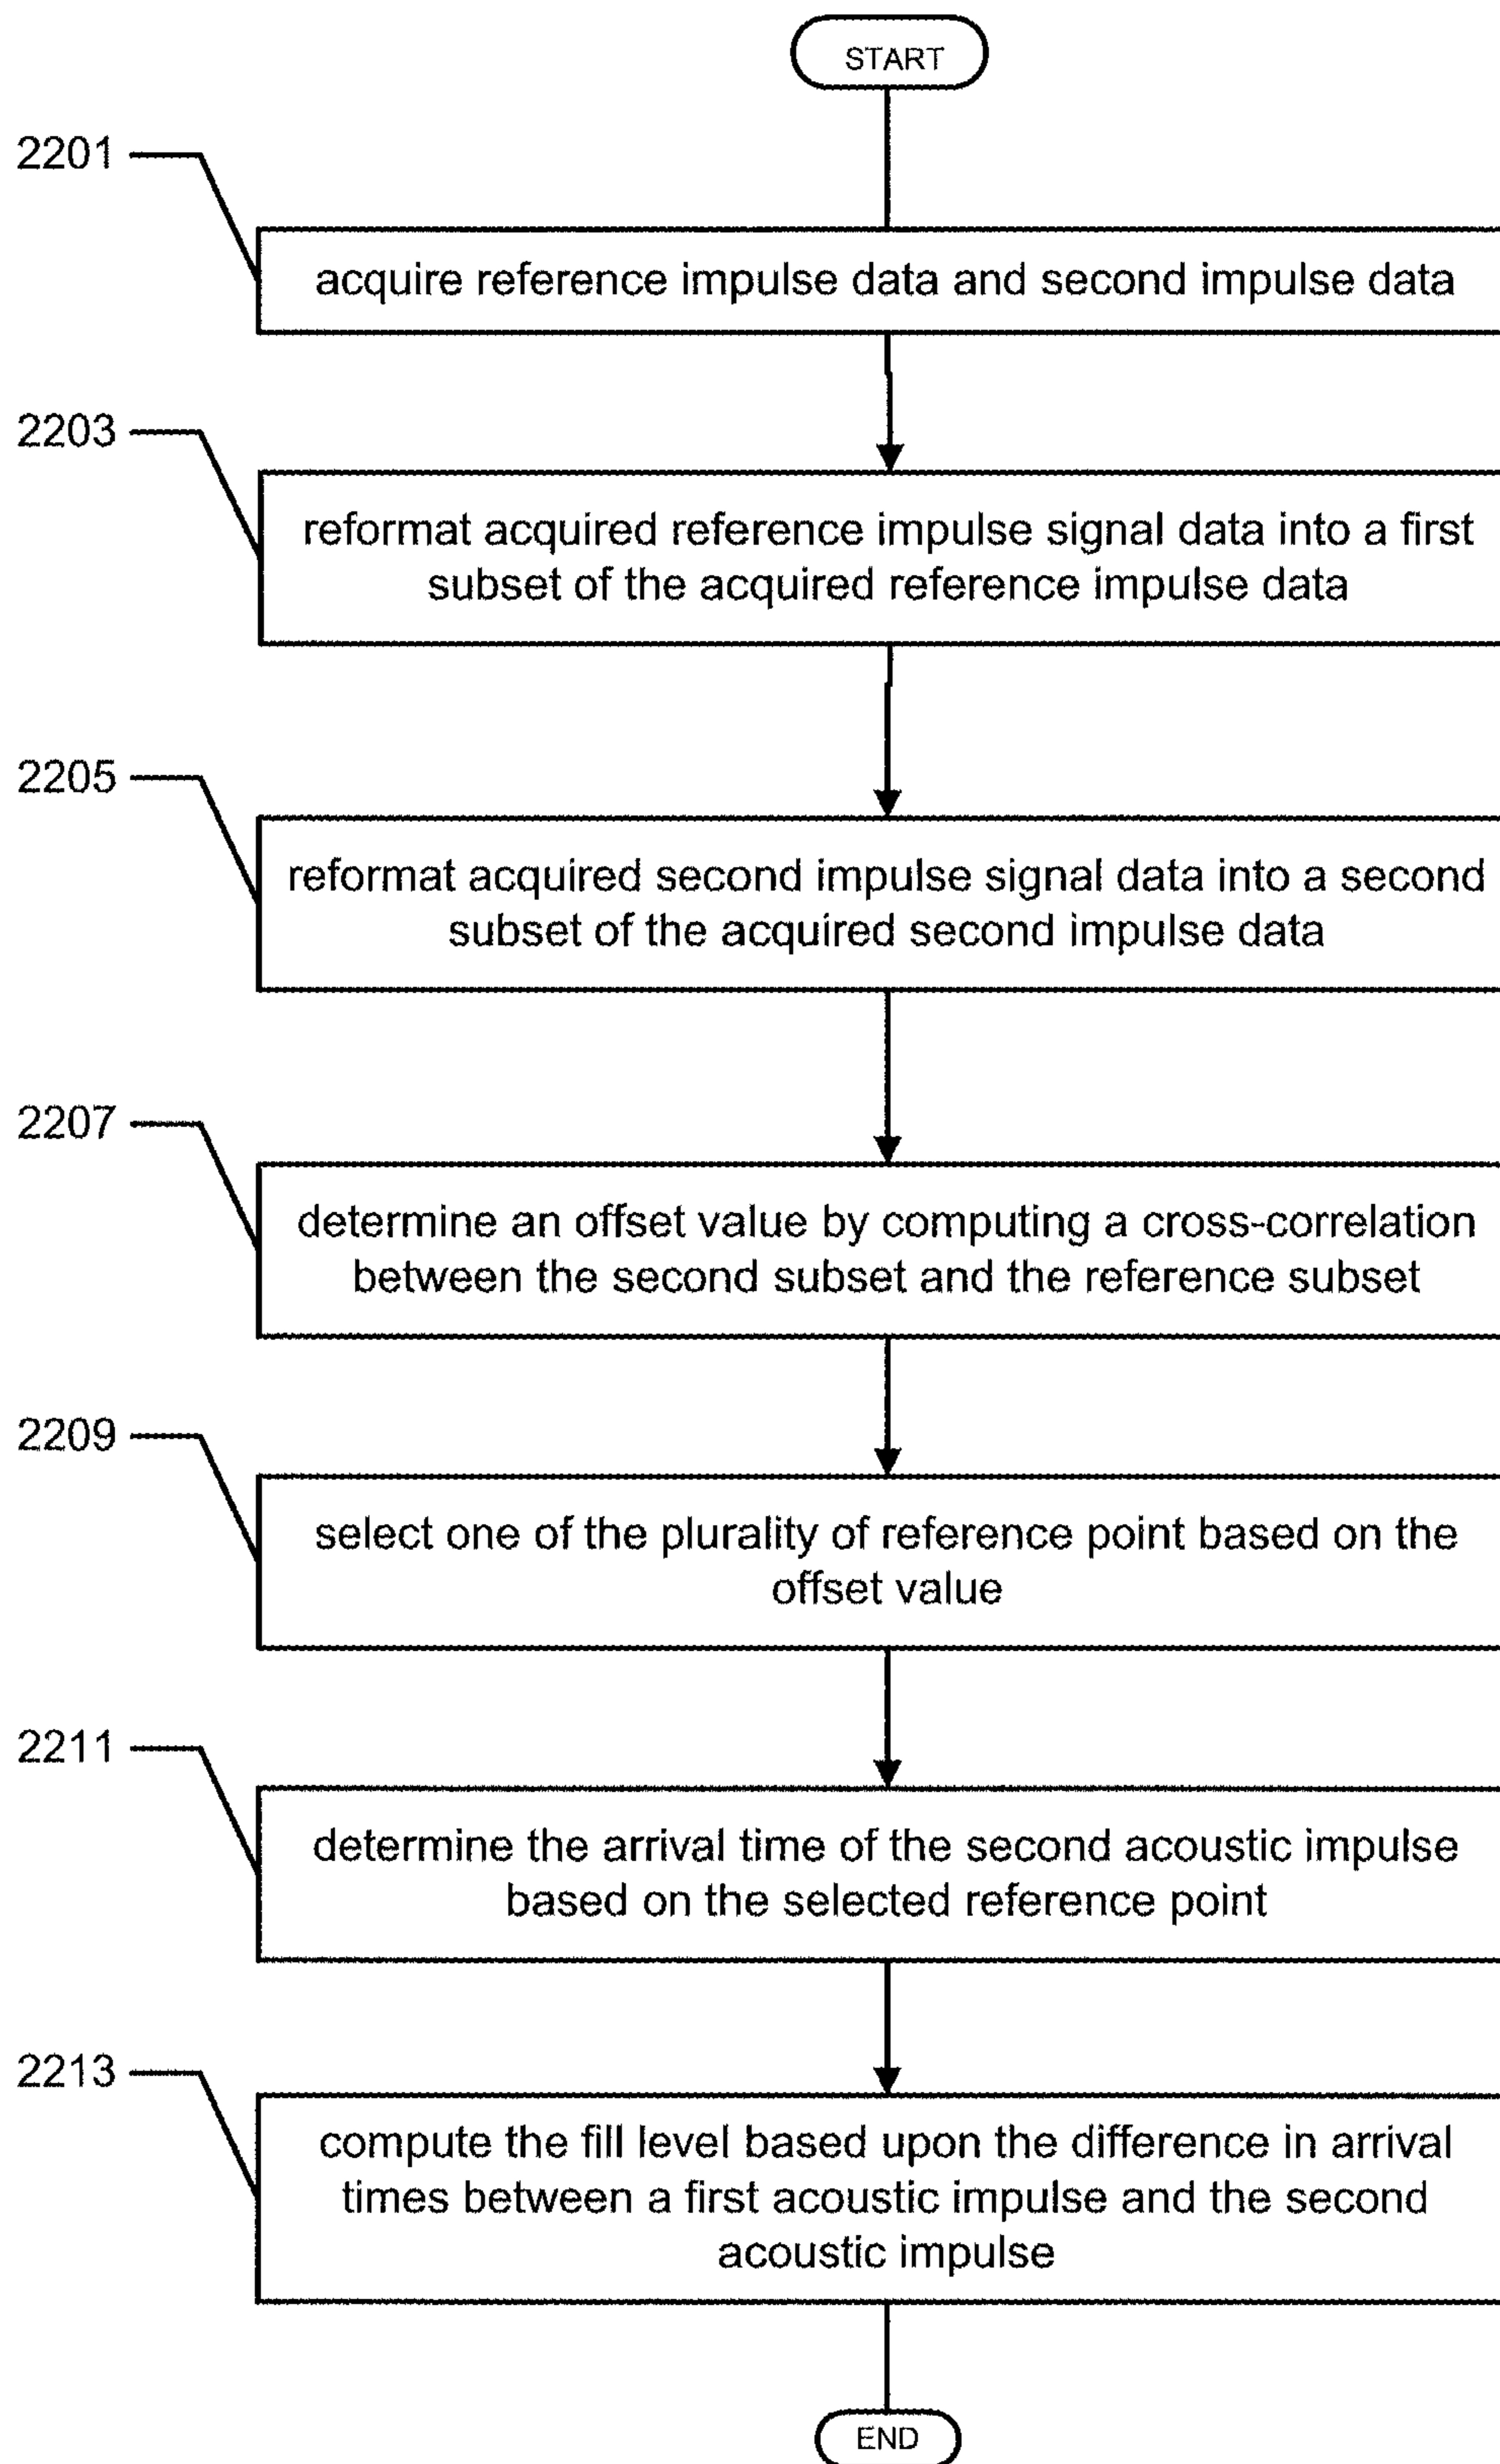 START
2201
acquire reference impulse data and second impulse data
2203
reformat acquired reference impulse signal data into a first
subset of the acquired reference impulse data
2205
reformat acquired second impulse signal data into a second
subset of the acquired second impulse data
2207
determine an offset value by computing a cross-correlation
between the second subset and the reference subset
2209
select one of the plurality of reference point based on the
offset value
2211
determine the arrival time of the second acoustic impulse
based on the selected reference point
2213
compute the fill level based upon the difference in arrival
times between a first acoustic impulse and the second
acoustic impulse
END